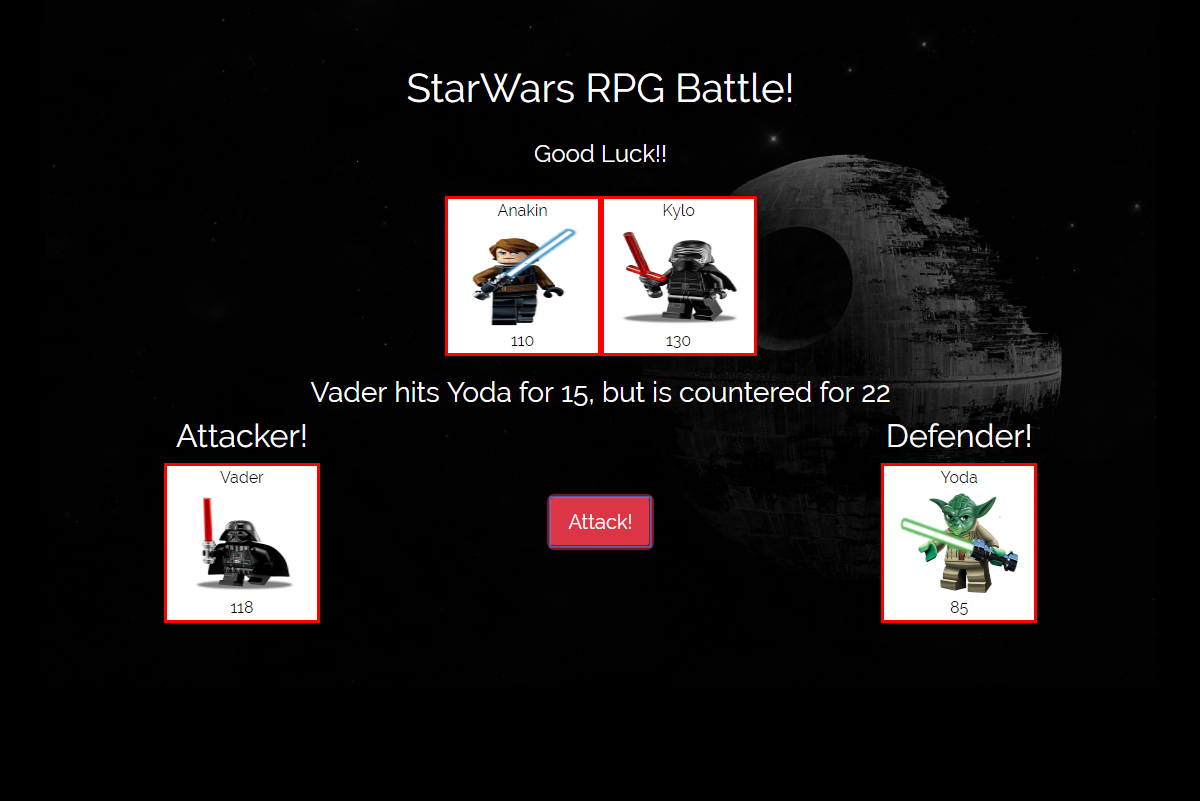 StarWars RPG Battle!
Good Luck!!
Anakin
Kylo
110
130
Vader hits Yoda for 15, but is countered for 22
Attacker!
Defender!
Vader
Yoda
Attack!
118
85